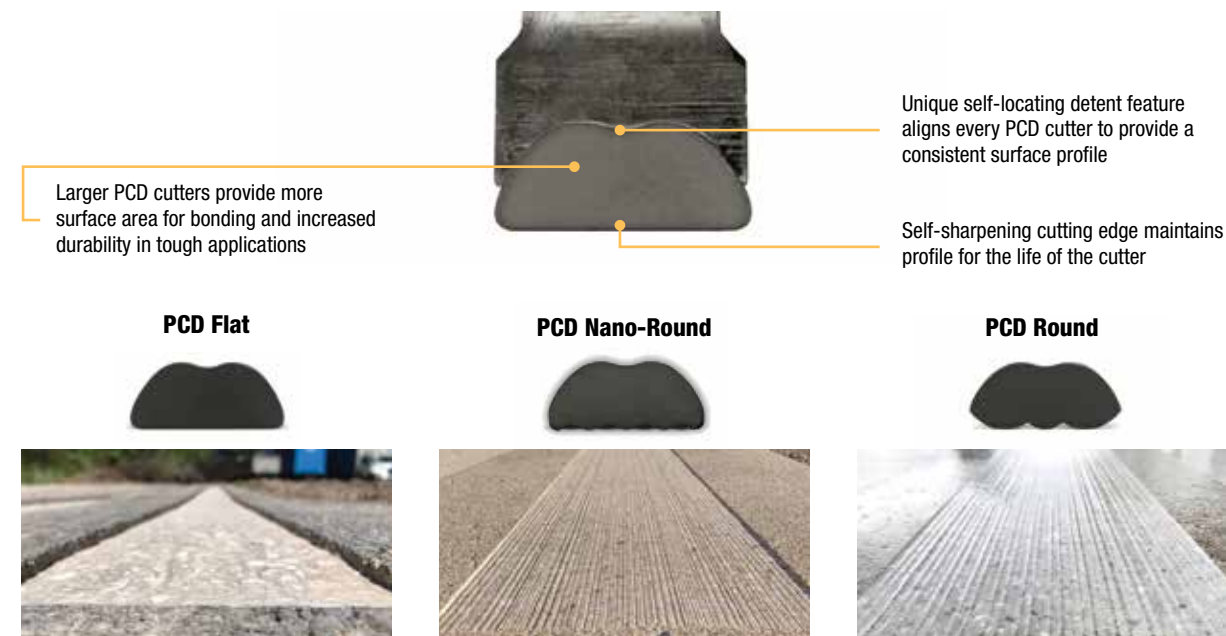 Unique self-locating detent feature
aligns every PCD cutter to provide a
consistent surface profile
Larger PCD cutters provide more
surface area for bonding and increased
durability in tough applications
Self-sharpening cutting edge maintains
profile for the life of the cutter
PCD Flat
PCD Nano-Round
PCD Round